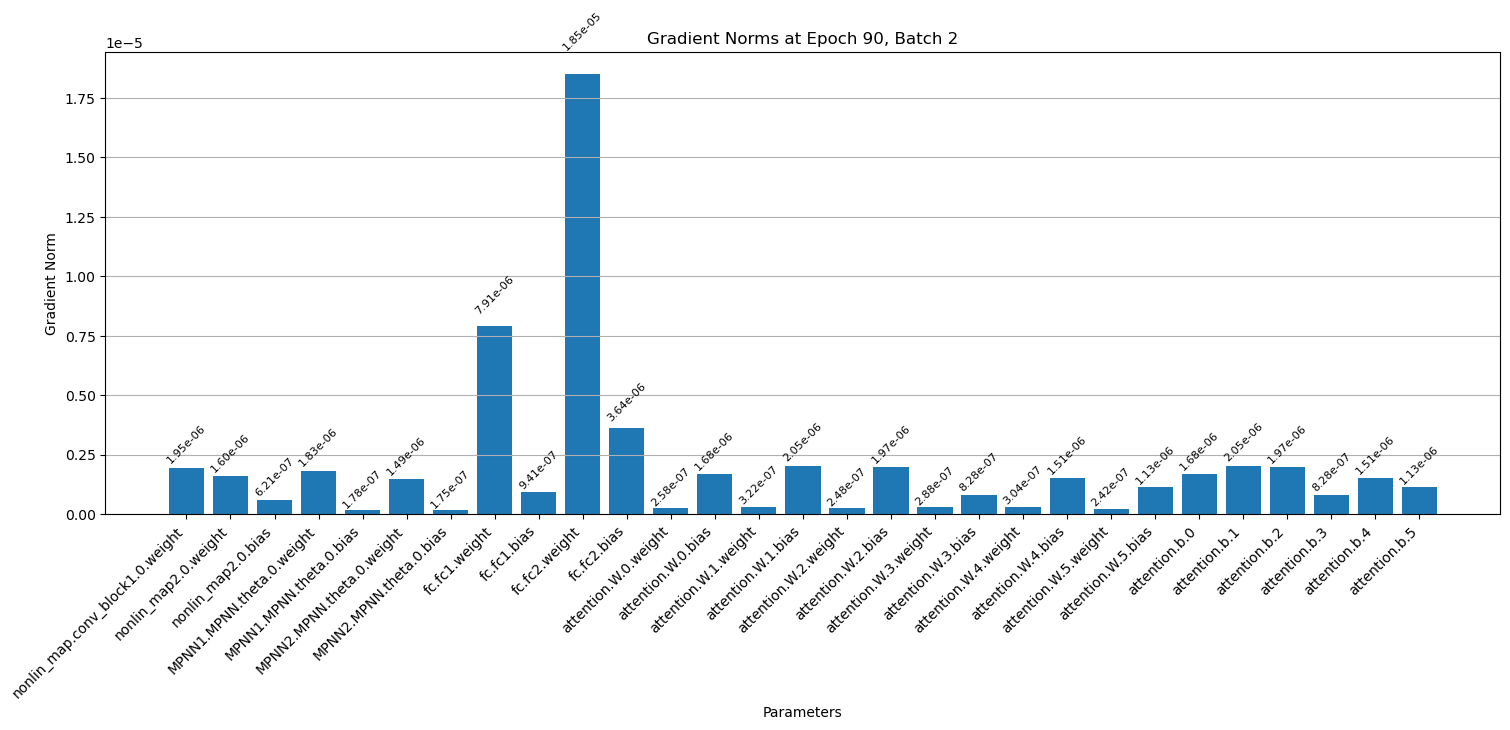 Gradient Norms at Epoch 90, Batch 2
1e−5
1.75
1.50
1.25
1.00
0.75
0.50
0.25
0.00
Gradient Norm
1.95e-06
1.60e-06
6.21e-07
1.83e-06
1.78e-07
1.49e-06
1.75e-07
7.91e-06
9.41e-07
1.85e-05
3.64e-06
2.58e-07
1.68e-06
3.22e-07
2.05e-06
2.48e-07
1.97e-06
2.88e-07
8.28e-07
3.04e-07
1.51e-06
2.42e-07
1.13e-06
1.68e-06
2.05e-06
1.97e-06
8.28e-07
1.51e-06
1.13e-06
nonlin_map.conv_block1.0.weight
nonlin_map2.0.weight
nonlin_map2.0.bias
MPNN1.MPNN.theta.0.weight
MPNN1.MPNN.theta.0.bias
MPNN2.MPNN.theta.0.weight
MPNN2.MPNN.theta.0.bias
fc.fc1.weight
fc.fc1.bias
fc.fc2.weight
fc.fc2.bias
attention.W.0.weight
attention.W.0.bias
attention.W.1.weight
attention.W.1.bias
attention.W.2.weight
attention.W.2.bias
attention.W.3.weight
attention.W.3.bias
attention.W.4.weight
attention.W.4.bias
attention.W.5.weight
attention.W.5.bias
attention.b.0
attention.b.1
attention.b.2
attention.b.3
attention.b.4
attention.b.5
Parameters